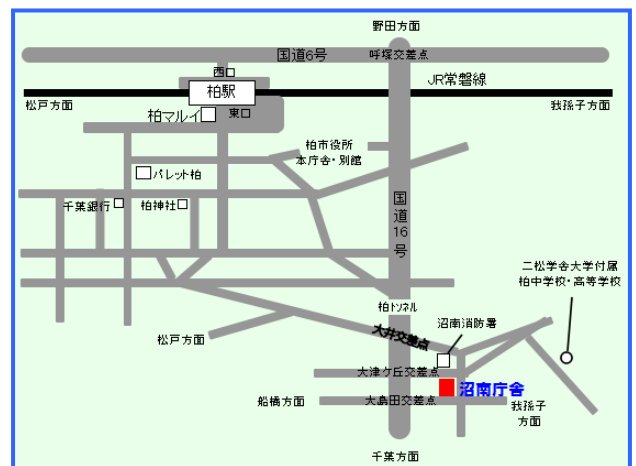 野田方面
国道6号
呼塚交差点
西口
JR常磐線
柏駅
松戸方面
我孫子方面
柏マルイ
東口
柏市役所
本庁舎・別館
パレット柏
千葉銀行
柏神社
国道16号
二松学舎大学付属
柏中学校・高等学校
柏トンネル
沼南消防署
大井交差点
松戸方面
大津ケ丘交差点
沼南庁舎
船橋方面
大島田交差点
我孫子
方面
千葉方面